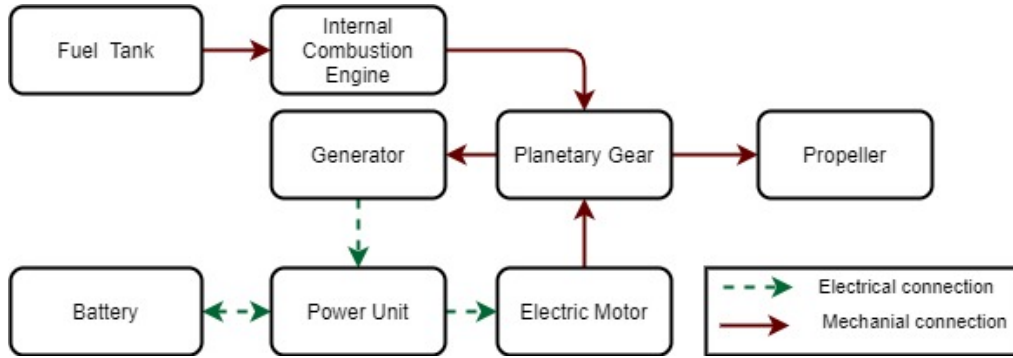 Fuel Tank
Internal
Combustion
Engine
Generator
Planetary Gear
Propeller
Battery
Power Unit
Electric Motor
Electrical connection
Mechanial connection